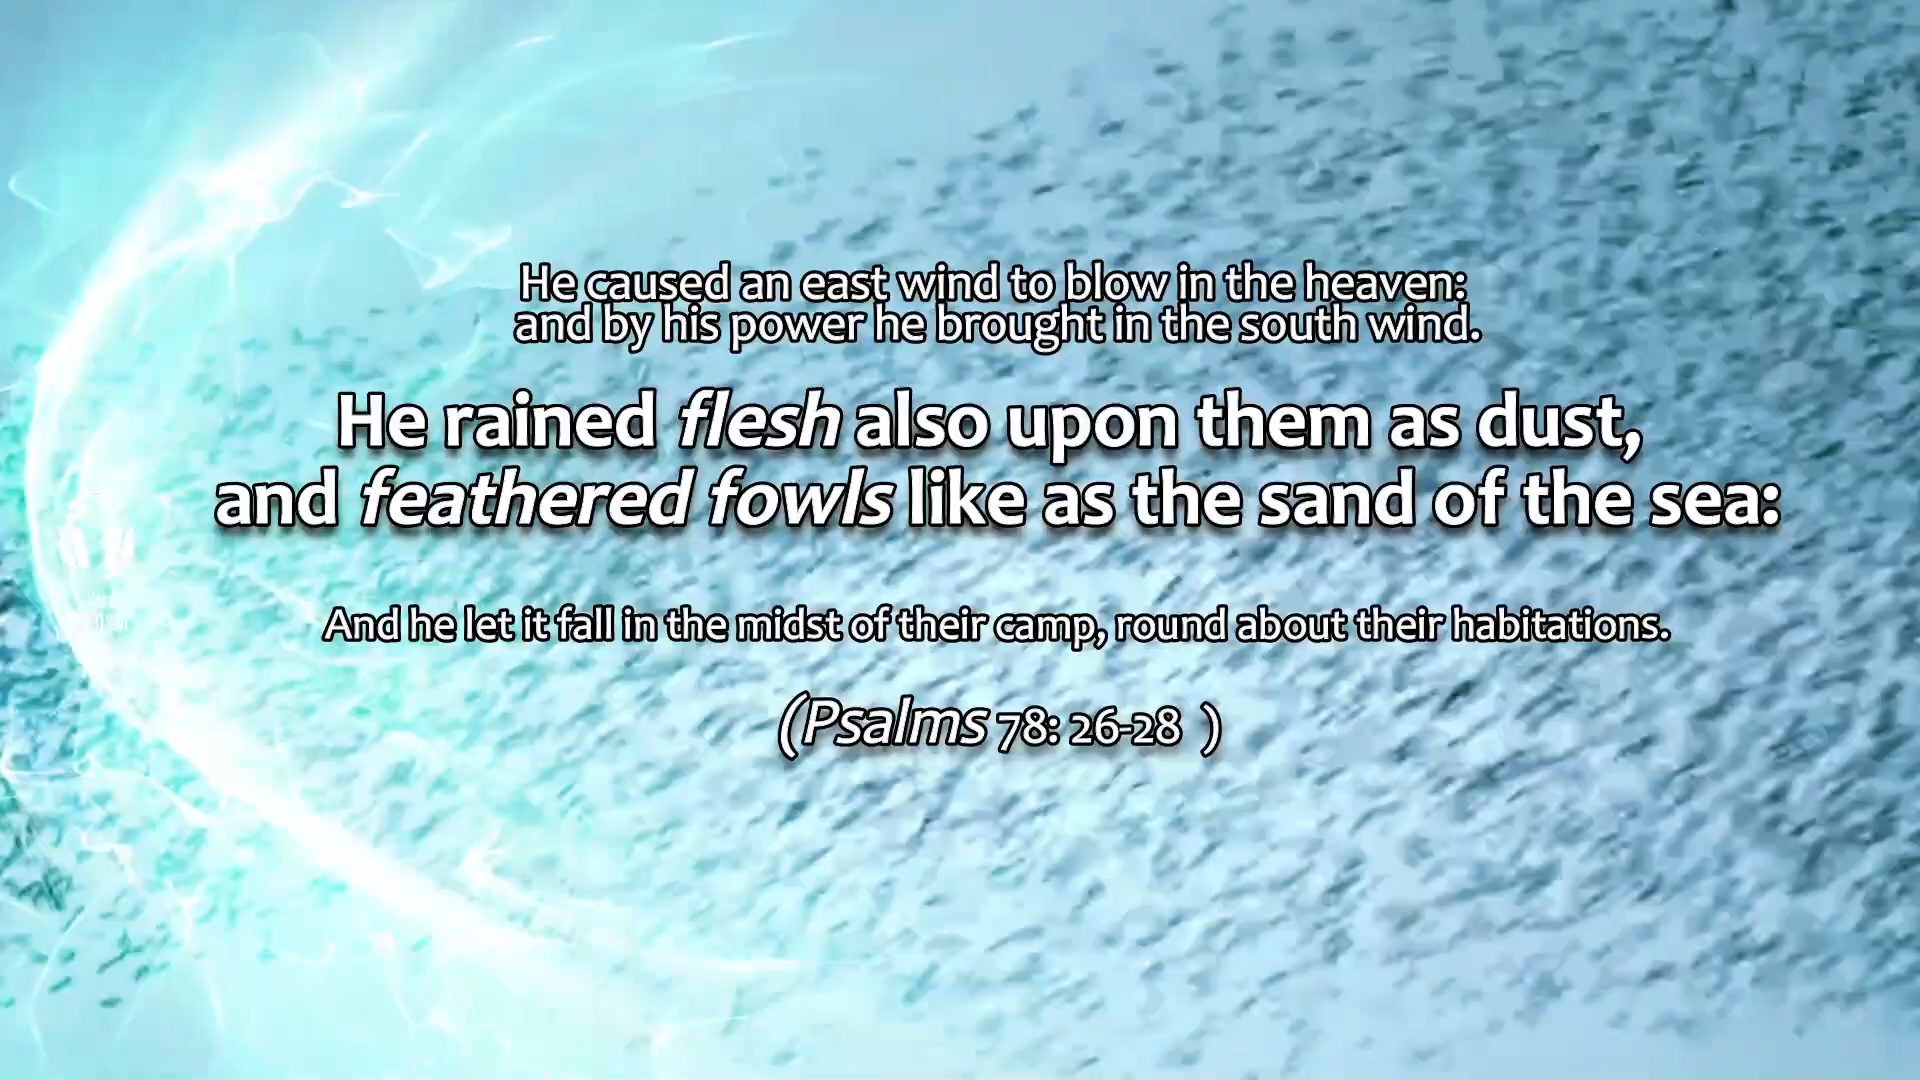 He caused an east wind to blow in the heaven:
and by his power he brought in the south wind.
He rained flesh also upon them as dust,
and feathered fowls like as the sand of the sea:
And he let it fall in the midst of their camp, round about their habitations.
(Psalms 78: 26-28 )